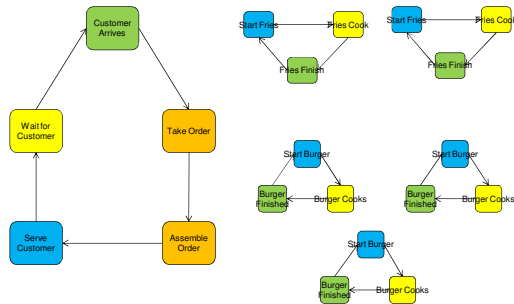 Customer
Arrives
Wait for
Customer
Take Order
Serve
Customer
Assemble
Order
Start Fries
Fries Cook
Fries Finish
Start Fries
Fries Cook
Fries Finish
Start Burger
Burger
Finished
Burger Cooks
Start Burger
Burger
Finished
Burger Cooks
Start Burger
Burger
Finished
Burger Cooks